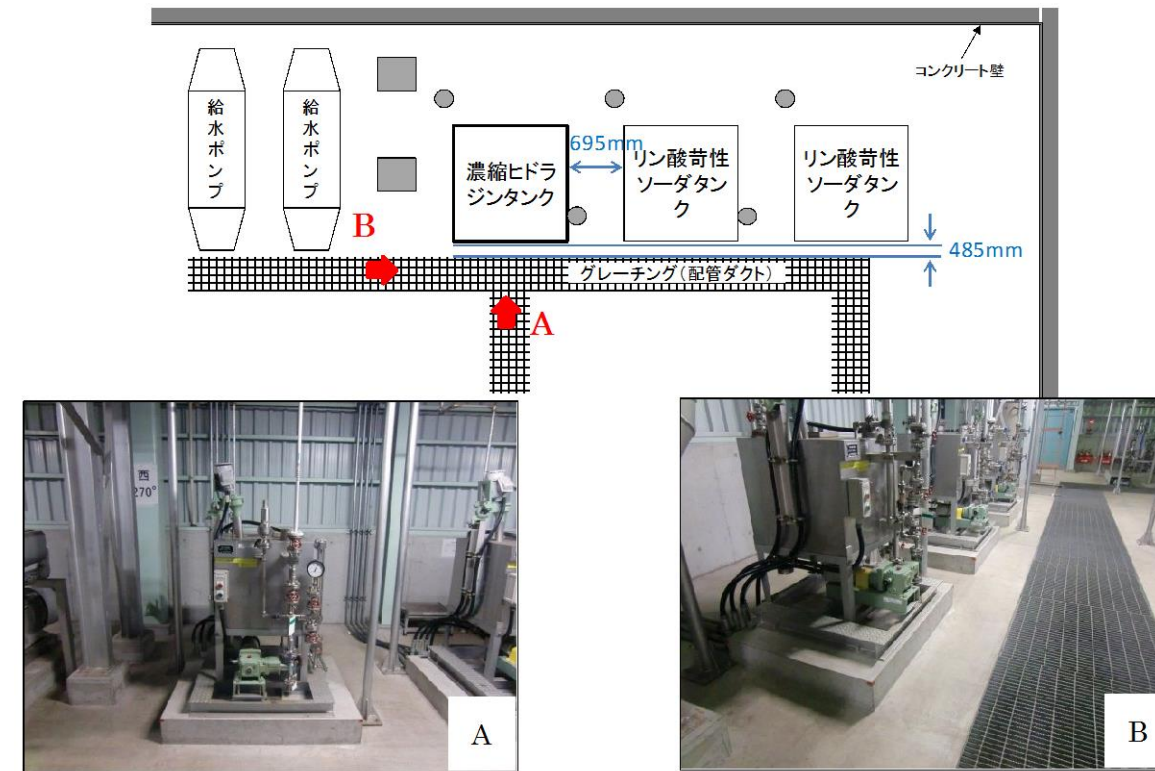 コンクリート壁
給水ポンプ
給水ポンプ
濃縮ヒドラ
ジンタンク
695mm
リン酸苛性
ソーダタン
ク
リン酸苛性
ソーダタン
ク
B
485mm
グレーチング(配管ダクト)
A
西
270°
A
西
B